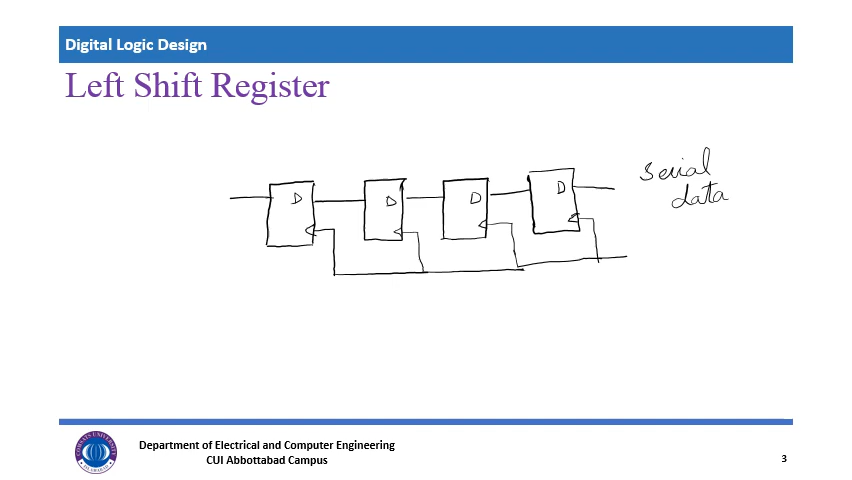 Digital Logic Design
Left Shift Register
Serial
data
D
D
D
D
Department of Electrical and Computer Engineering
CUI Abbottabad Campus
3